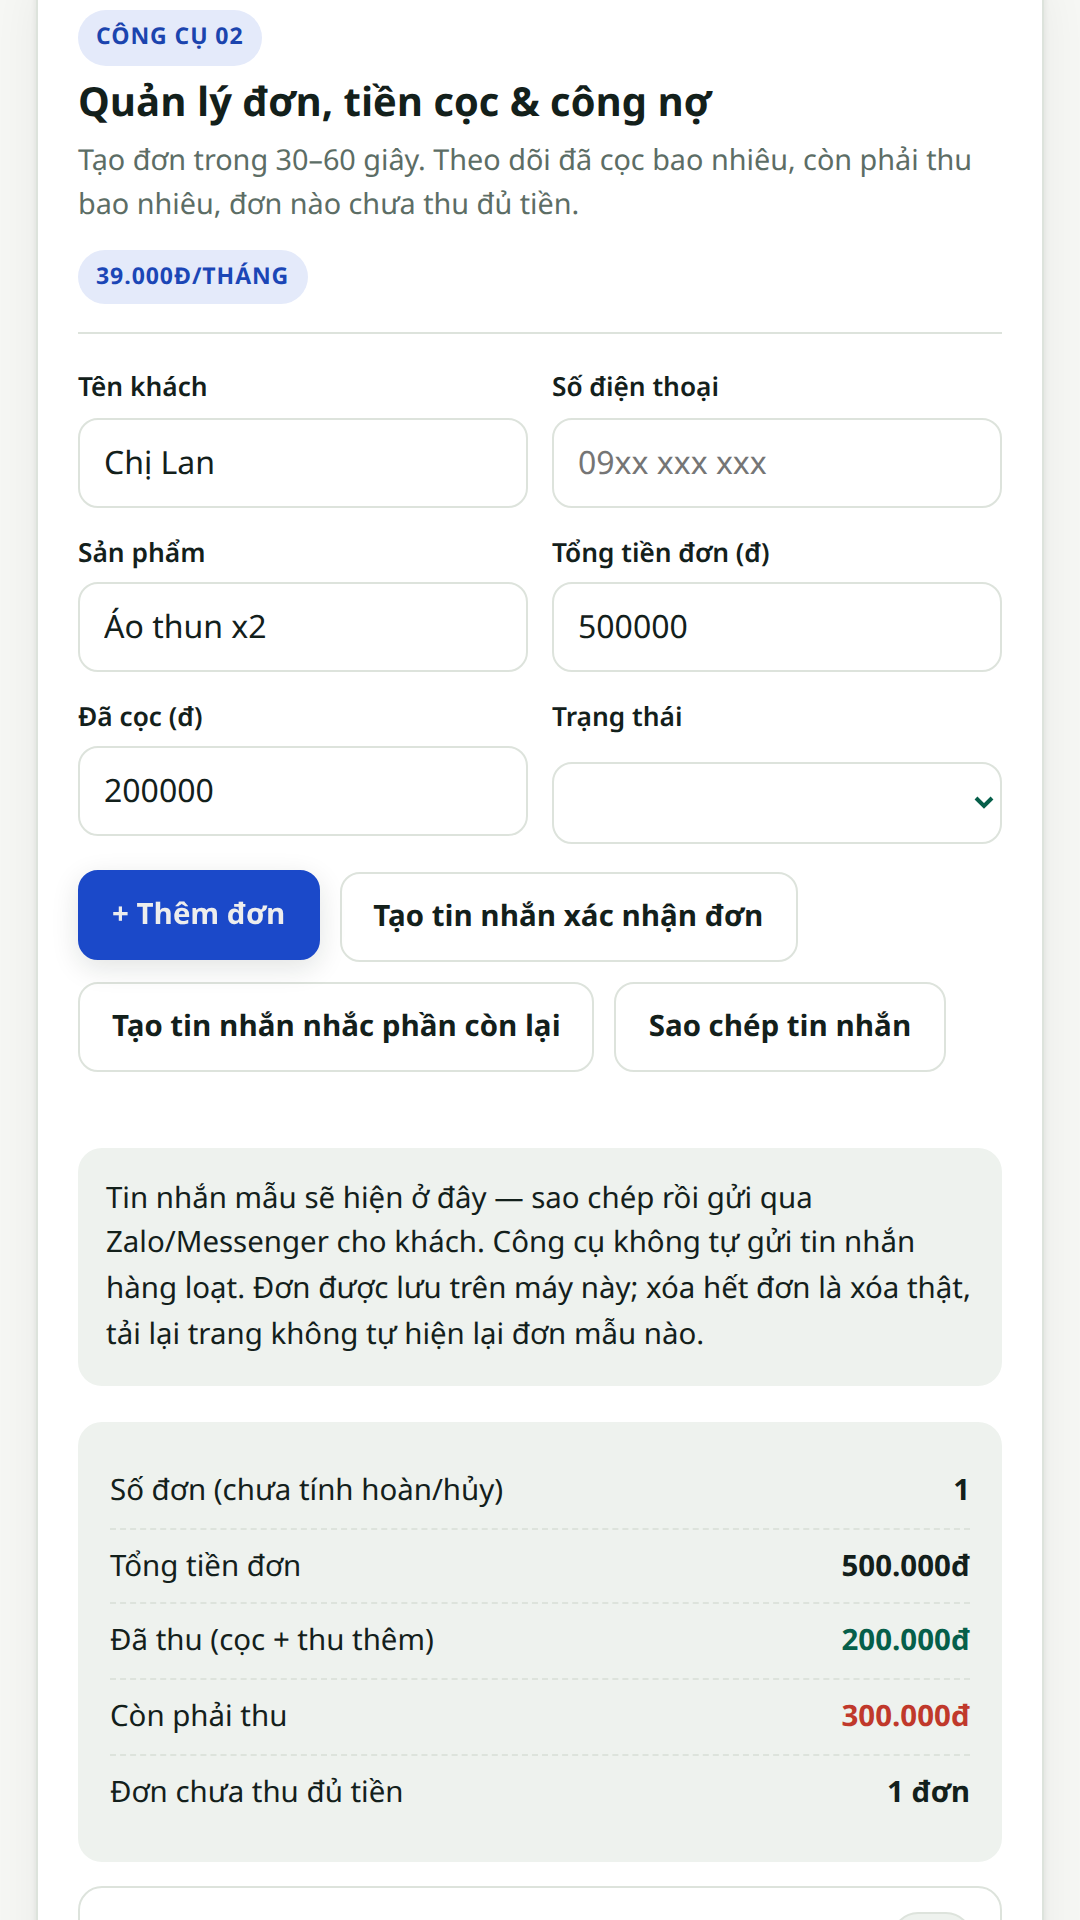 CÔNG CỤ 02
Quản lý đơn, tiền cọc & công nợ
Tạo đơn trong 30–60 giây. Theo dõi đã cọc bao nhiêu, còn phải thu
bao nhiêu, đơn nào chưa thu đủ tiền.
39.000Đ/THÁNG
Tên khách
Số điện thoại
Chị Lan
09xx xxx xxx
Sản phẩm
Tổng tiền đơn (đ)
Áo thun x2
500000
Đã cọc (đ)
Trạng thái
200000
+ Thêm đơn
Tạo tin nhắn xác nhận đơn
Tạo tin nhắn nhắc phần còn lại
Sao chép tin nhắn
Tin nhắn mẫu sẽ hiện ở đây — sao chép rồi gửi qua
Zalo/Messenger cho khách. Công cụ không tự gửi tin nhắn
hàng loạt. Đơn được lưu trên máy này; xóa hết đơn là xóa thật,
tải lại trang không tự hiện lại đơn mẫu nào.
Số đơn (chưa tính hoàn/hủy) 1
Tổng tiền đơn 500.000đ
Đã thu (cọc + thu thêm) 200.000đ
Còn phải thu 300.000đ
Đơn chưa thu đủ tiền 1 đơn